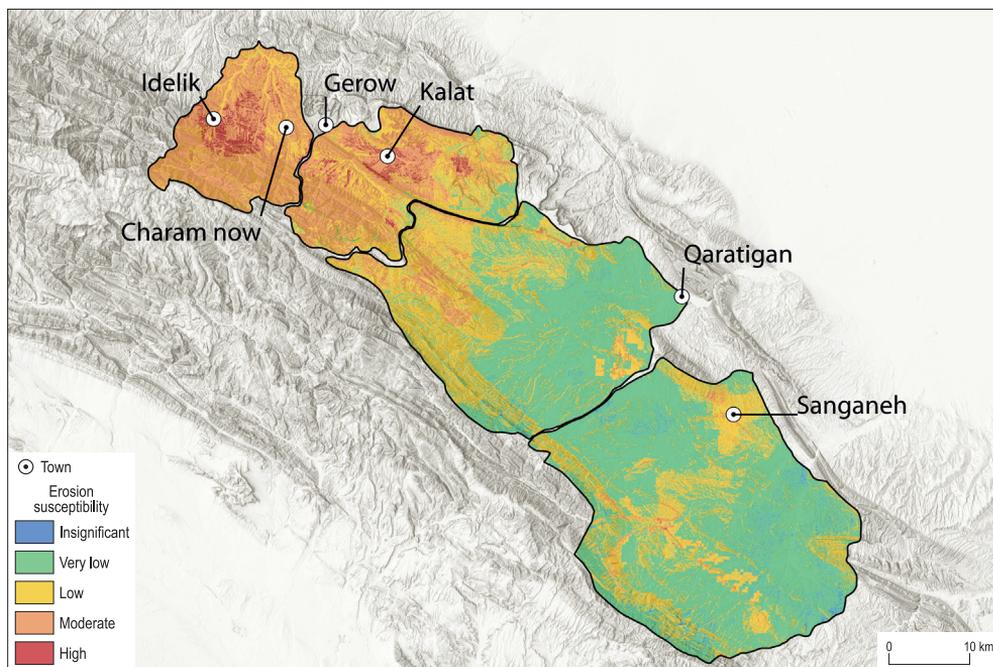 Idelik
Gerow
Kalat
Charam now
Qaratigan
Sanganeh
Town
Erosion
susceptibility
Insignificant
Very low
Low
Moderate
High
0 10 km